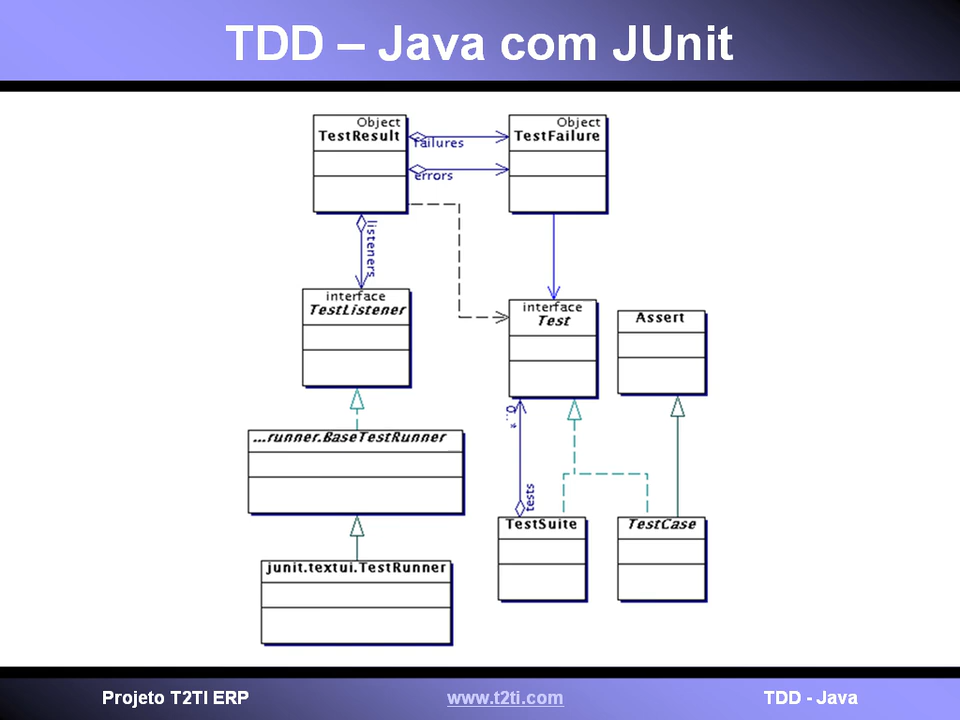 TDD – Java com JUnit
Object
TestResult
Object
TestFailure
failures
errors
listeners
interface
TestListener
interface
Test
Assert
0..*
...runner.BaseTestRunner
tests
TestSuite
TestCase
junit.textui.TestRunner
Projeto T2TI ERP
www.t2ti.com
TDD - Java